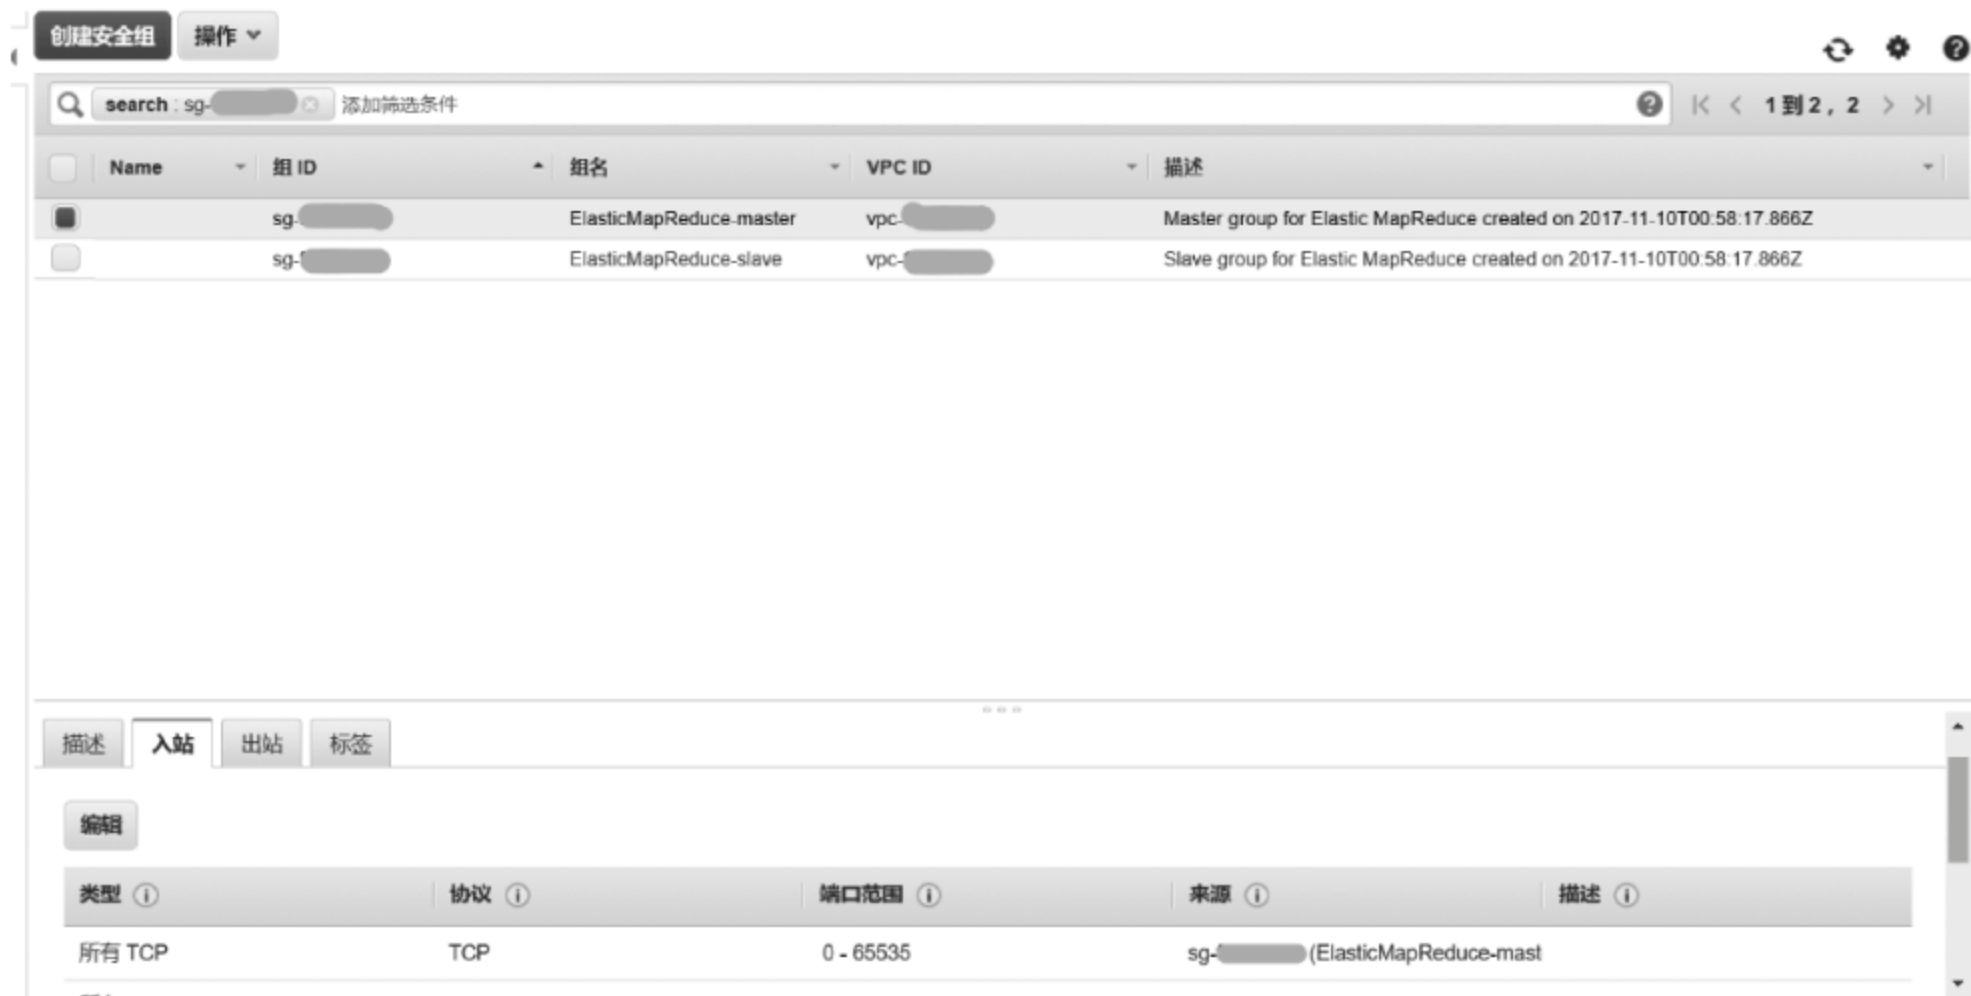 创建安全组 操作
search : sg- 添加筛选条件 1 到 2，2
Name 组 ID 组名 VPC ID 描述
sg- ElasticMapReduce-master vpc- Master group for Elastic MapReduce created on 2017-11-10T00:58:17.866Z
sg- ElasticMapReduce-slave vpc- Slave group for Elastic MapReduce created on 2017-11-10T00:58:17.866Z
描述 入站 出站 标签
编辑
类型 协议 端口范围 来源 描述
所有 TCP TCP 0 - 65535 sg- (ElasticMapReduce-mast